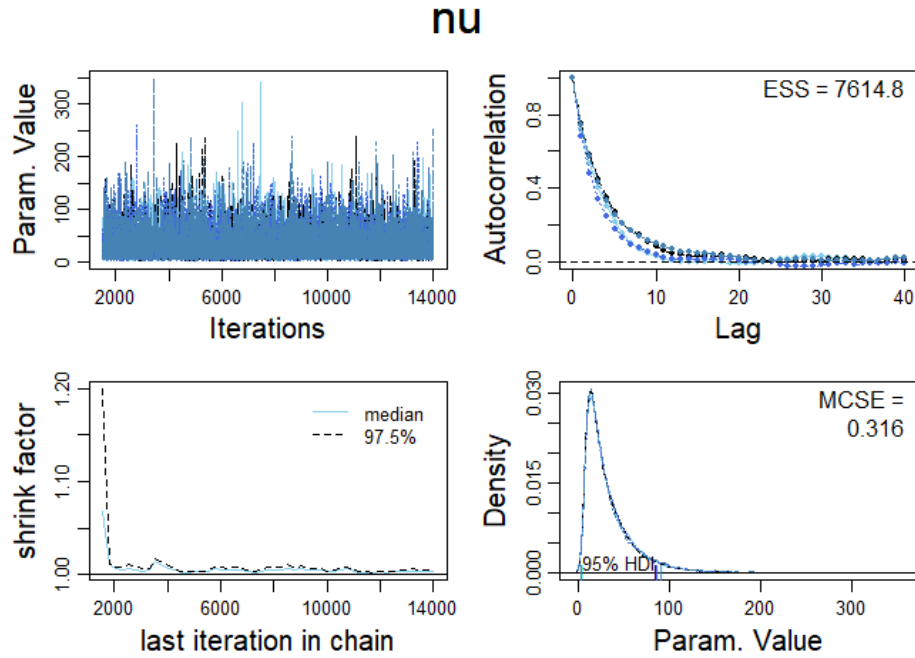 nu
Param. Value
0 100 200 300
2000 6000 10000 14000
Iterations
Autocorrelation
0.0 0.4 0.8
ESS = 7614.8
0 10 20 30 40
Lag
shrink factor
1.00 1.10 1.20
median
97.5%
2000 6000 10000 14000
last iteration in chain
Density
0.000 0.015 0.030
MCSE =
0.316
95% HDI
0 100 200 300
Param. Value